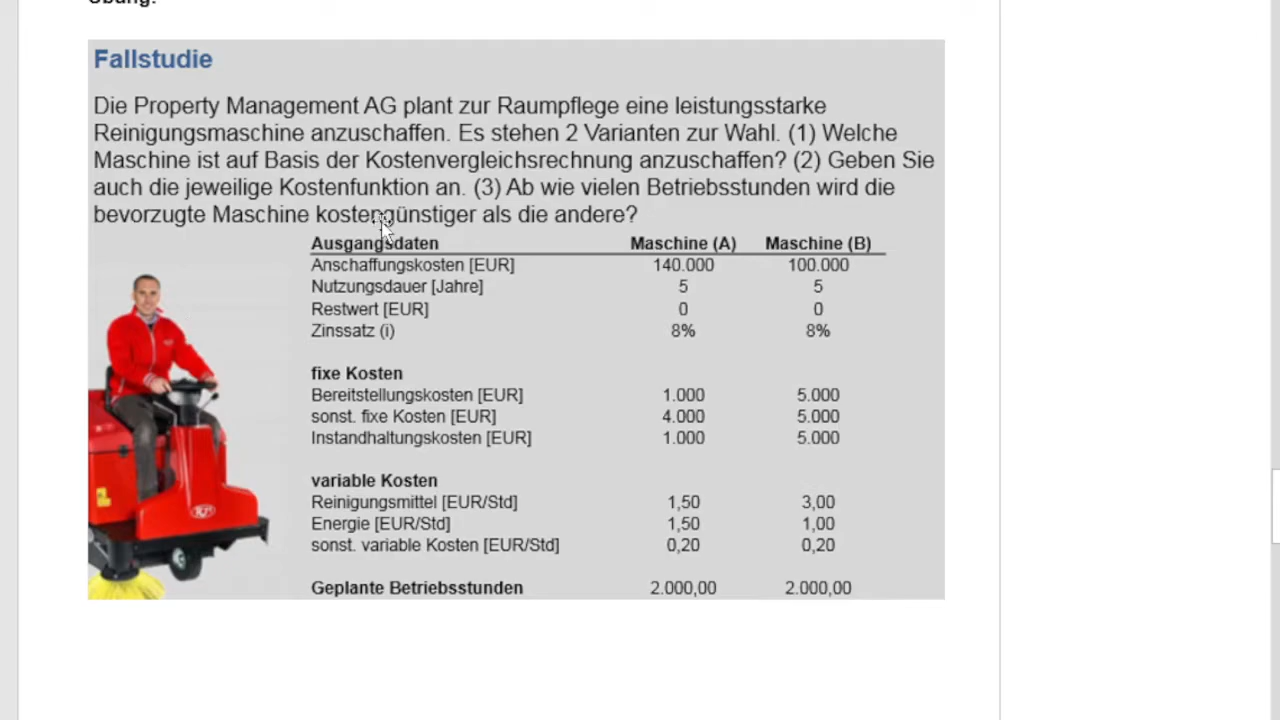 Übung:
Fallstudie
Die Property Management AG plant zur Raumpflege eine leistungsstarke
Reinigungsmaschine anzuschaffen. Es stehen 2 Varianten zur Wahl. (1) Welche
Maschine ist auf Basis der Kostenvergleichsrechnung anzuschaffen? (2) Geben Sie
auch die jeweilige Kostenfunktion an. (3) Ab wie vielen Betriebsstunden wird die
bevorzugte Maschine kostengünstiger als die andere?
Ausgangsdaten Maschine (A) Maschine (B)
Anschaffungskosten [EUR] 140.000 100.000
Nutzungsdauer [Jahre] 5 5
Restwert [EUR] 0 0
Zinssatz (i) 8% 8%
fixe Kosten
Bereitstellungskosten [EUR] 1.000 5.000
sonst. fixe Kosten [EUR] 4.000 5.000
Instandhaltungskosten [EUR] 1.000 5.000
variable Kosten
Reinigungsmittel [EUR/Std] 1,50 3,00
Energie [EUR/Std] 1,50 1,00
sonst. variable Kosten [EUR/Std] 0,20 0,20
Geplante Betriebsstunden 2.000,00 2.000,00